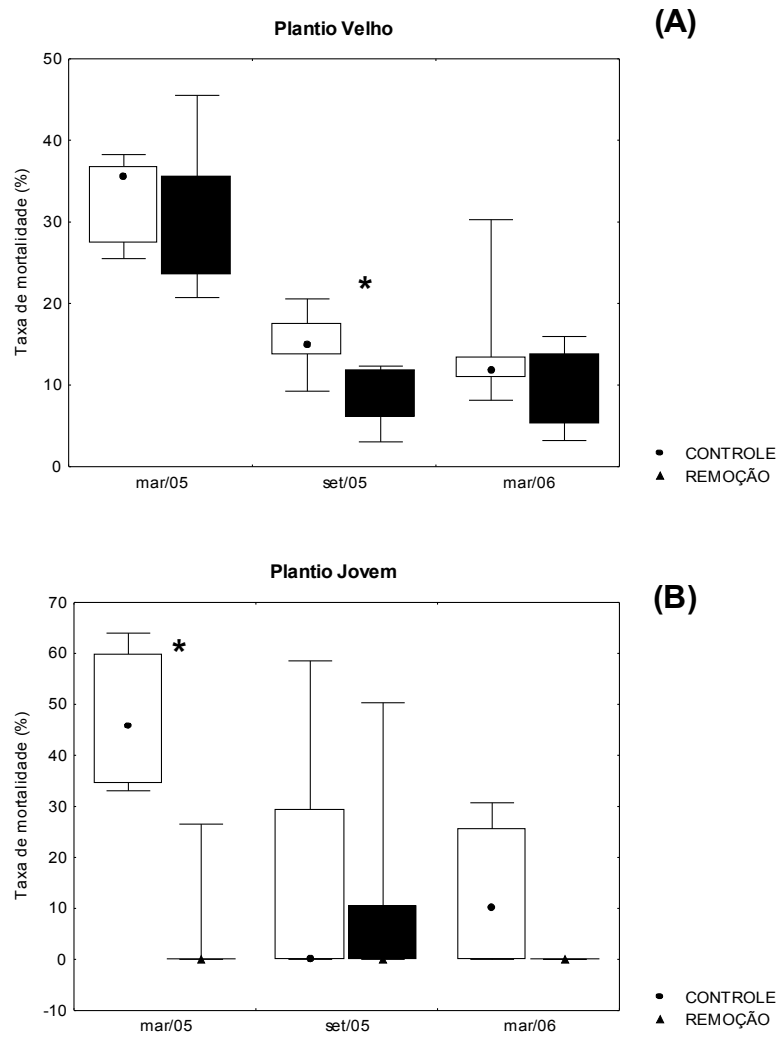 (A)
Plantio Velho
50
40
30
20
10
0
Taxa de mortalidade (%)
*
mar/05 set/05 mar/06
CONTROLE
REMOÇÃO
(B)
Plantio Jovem
70
60
50
40
30
20
10
0
-10
Taxa de mortalidade (%)
*
mar/05 set/05 mar/06
CONTROLE
REMOÇÃO